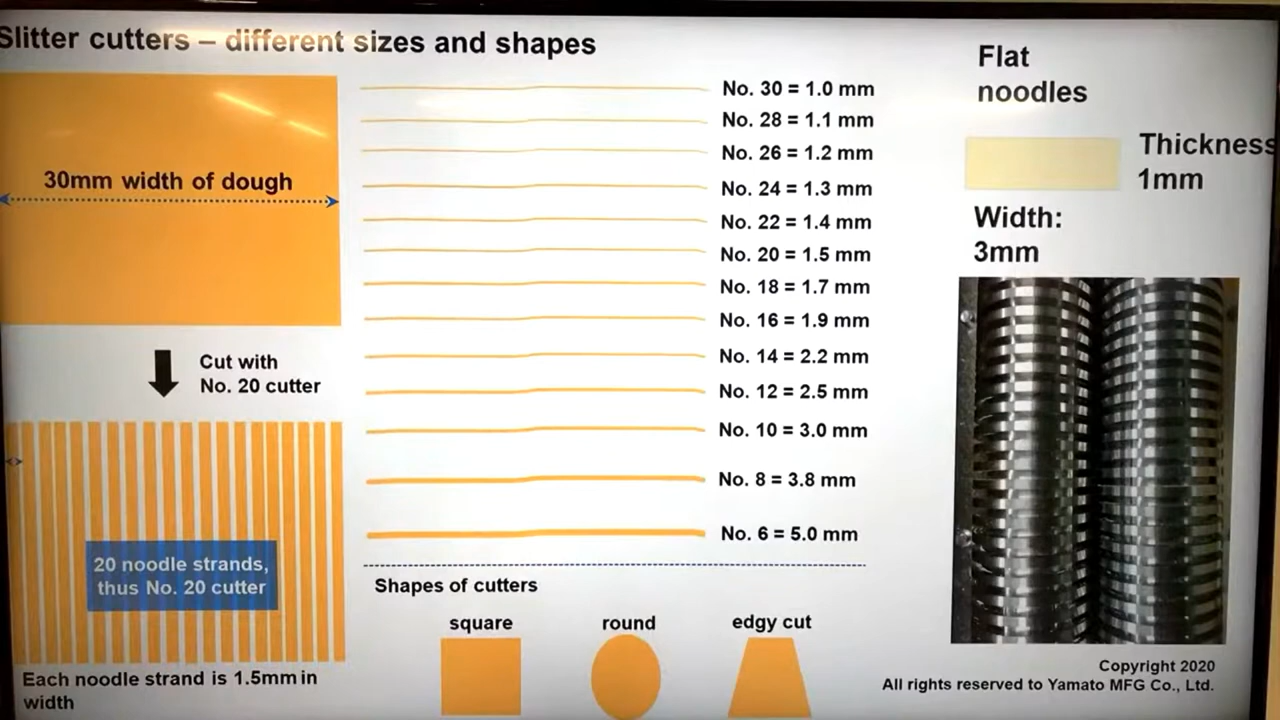 Slitter cutters – different sizes and shapes
30mm width of dough
Cut with
No. 20 cutter
20 noodle strands,
thus No. 20 cutter
Each noodle strand is 1.5mm in
width
No. 30 = 1.0 mm
No. 28 = 1.1 mm
No. 26 = 1.2 mm
No. 24 = 1.3 mm
No. 22 = 1.4 mm
No. 20 = 1.5 mm
No. 18 = 1.7 mm
No. 16 = 1.9 mm
No. 14 = 2.2 mm
No. 12 = 2.5 mm
No. 10 = 3.0 mm
No. 8 = 3.8 mm
No. 6 = 5.0 mm
Shapes of cutters
square
round
edgy cut
Flat
noodles
Thickness
1mm
Width:
3mm
Copyright 2020
All rights reserved to Yamato MFG Co., Ltd.